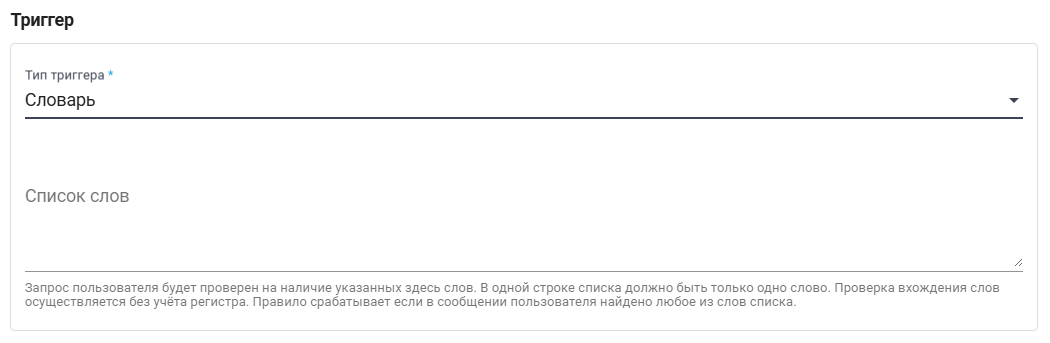 Триггер
Тип триггера *
Словарь
Список слов
Запрос пользователя будет проверен на наличие указанных здесь слов. В одной строке списка должно быть только одно слово. Проверка вхождения слов
осуществляется без учёта регистра. Правило срабатывает если в сообщении пользователя найдено любое из слов списка.